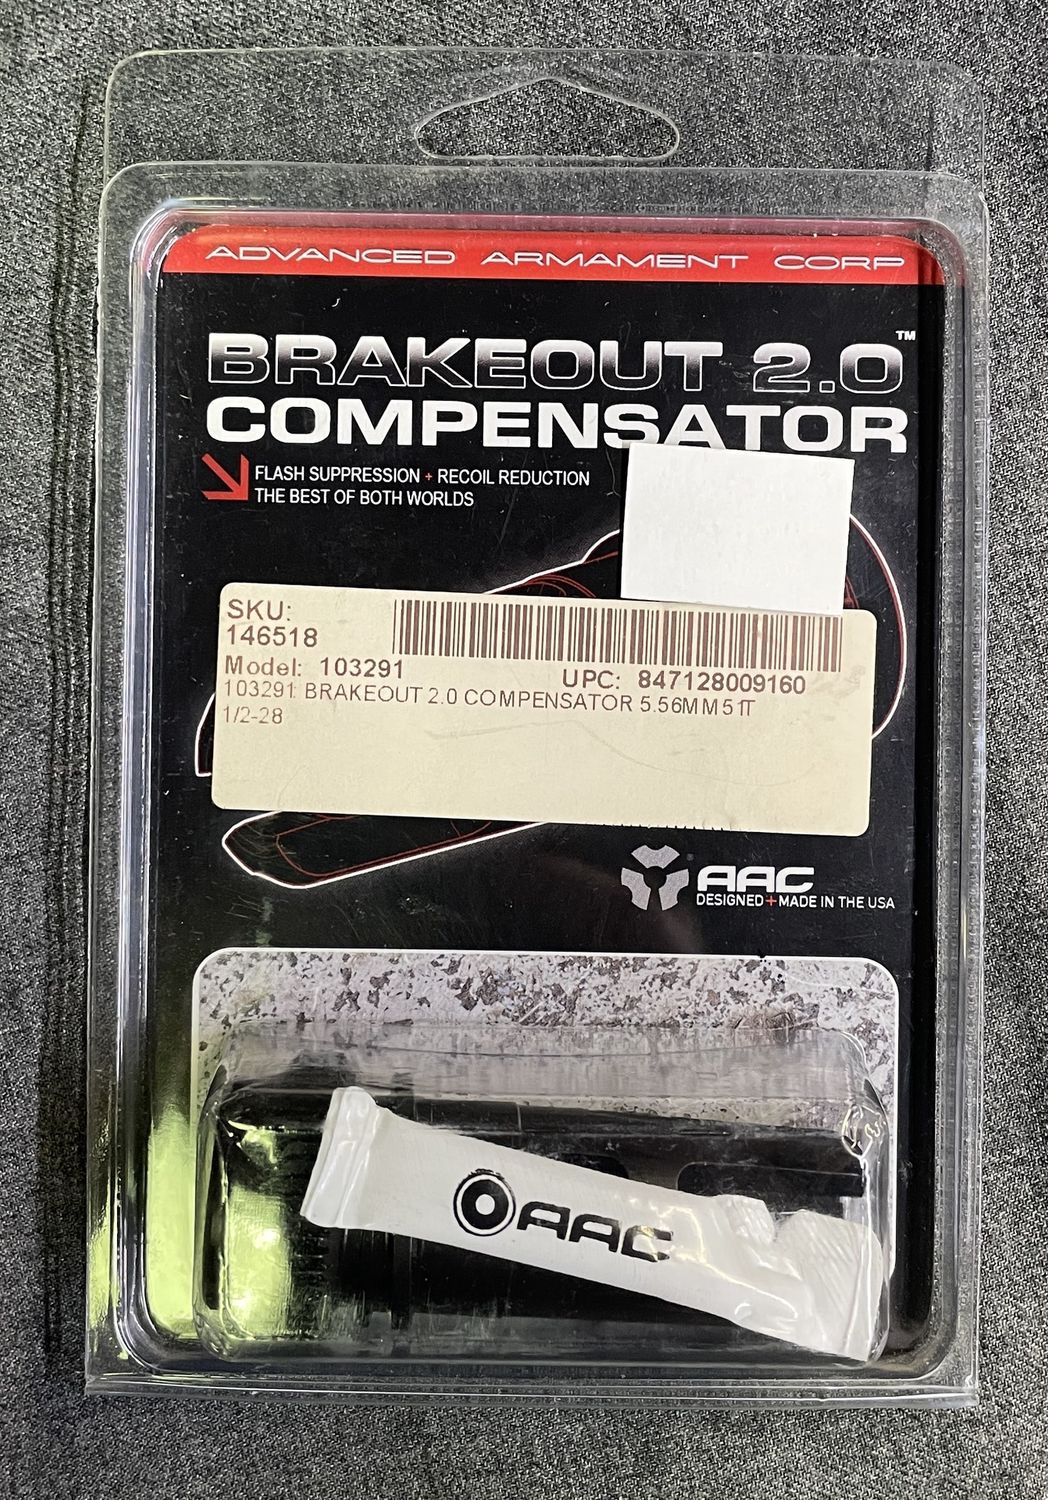 ADVANCED ARMAMENT CORP
BRAKEOUT 2.0™
COMPENSATOR
FLASH SUPPRESSION + RECOIL REDUCTION
THE BEST OF BOTH WORLDS
SKU:
146518
Model: 103291
UPC: 847128009160
103291 BRAKEOUT 2.0 COMPENSATOR 5.56MM 51T
1/2-28
AAC
DESIGNED+MADE IN THE USA
AAC